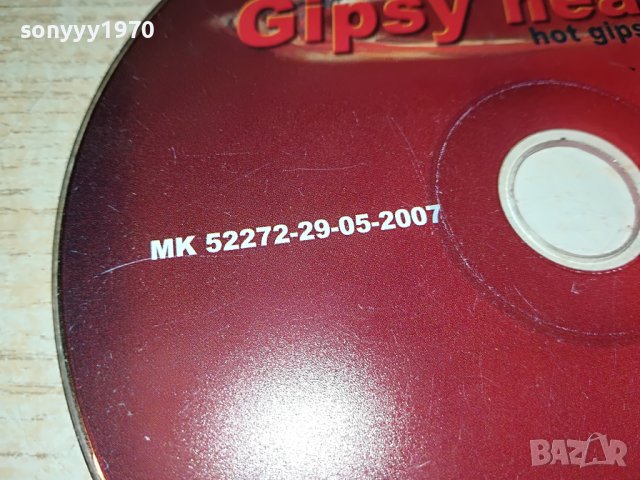 sonyyy1970
Gipsy hea
hot gips
MK 52272-29-05-2007
BAZAR